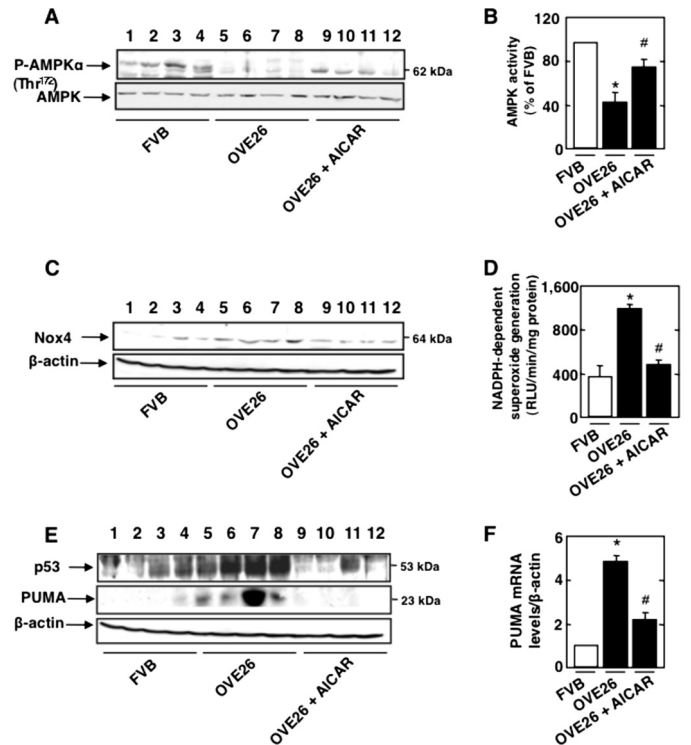 A
1 2 3 4 5 6 7 8 9 10 11 12
P-AMPKα
(Thr172)
62 kDa
AMPK
FVB
OVE26
OVE26 + AICAR
B
AMPK activity
(% of FVB)
120
80
40
0
*
#
FVB
OVE26
OVE26 + AICAR
C
1 2 3 4 5 6 7 8 9 10 11 12
Nox4
64 kDa
β-actin
FVB
OVE26
OVE26 + AICAR
D
NADPH-dependent
superoxide generation
(RLU/min/mg protein)
1,600
800
400
0
*
#
FVB
OVE26
OVE26 + AICAR
E
1 2 3 4 5 6 7 8 9 10 11 12
p53
53 kDa
PUMA
23 kDa
β-actin
FVB
OVE26
OVE26 + AICAR
F
PUMA mRNA
levels/β-actin
6
4
2
0
*
#
FVB
OVE26
OVE26 + AICAR